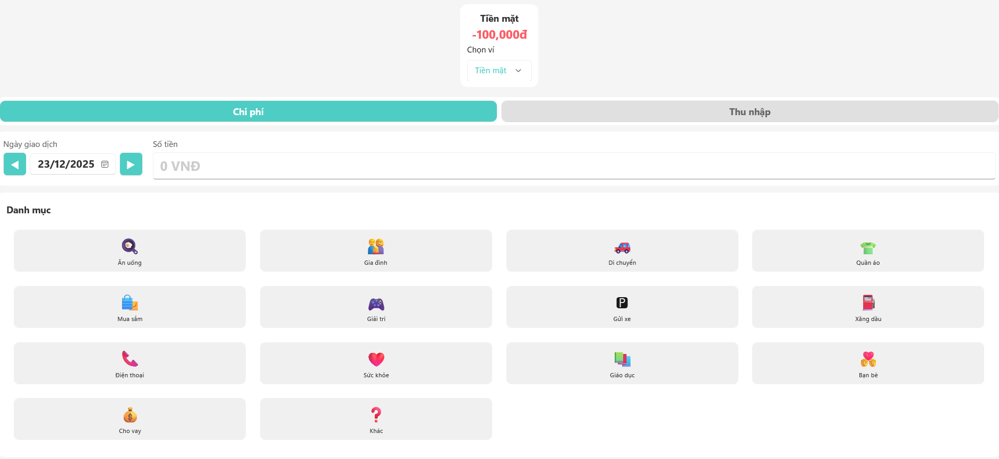 Tiền mặt
-100,000đ
Chọn ví
Tiền mặt
Chi phí
Thu nhập
Ngày giao dịch
Số tiền
23/12/2025
0 VNĐ
Danh mục
Ăn uống
Gia đình
Di chuyển
Quần áo
Mua sắm
Giải trí
P
Gửi xe
Xăng dầu
Điện thoại
Sức khỏe
Giáo dục
Bạn bè
$
Cho vay
Khác